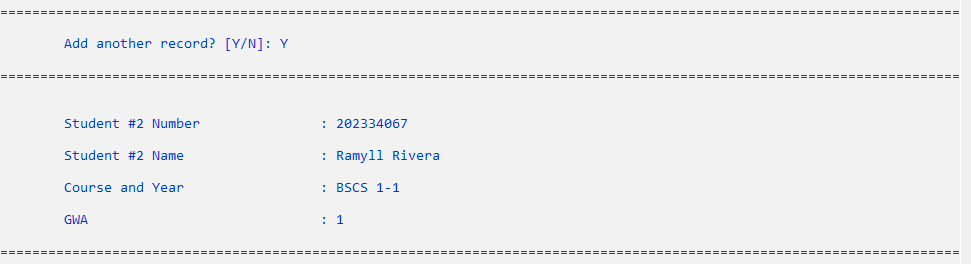 ========================================================================================================================
Add another record? [Y/N]: Y
========================================================================================================================
Student #2 Number : 202334067
Student #2 Name : Ramyll Rivera
Course and Year : BSCS 1-1
GWA : 1
========================================================================================================================